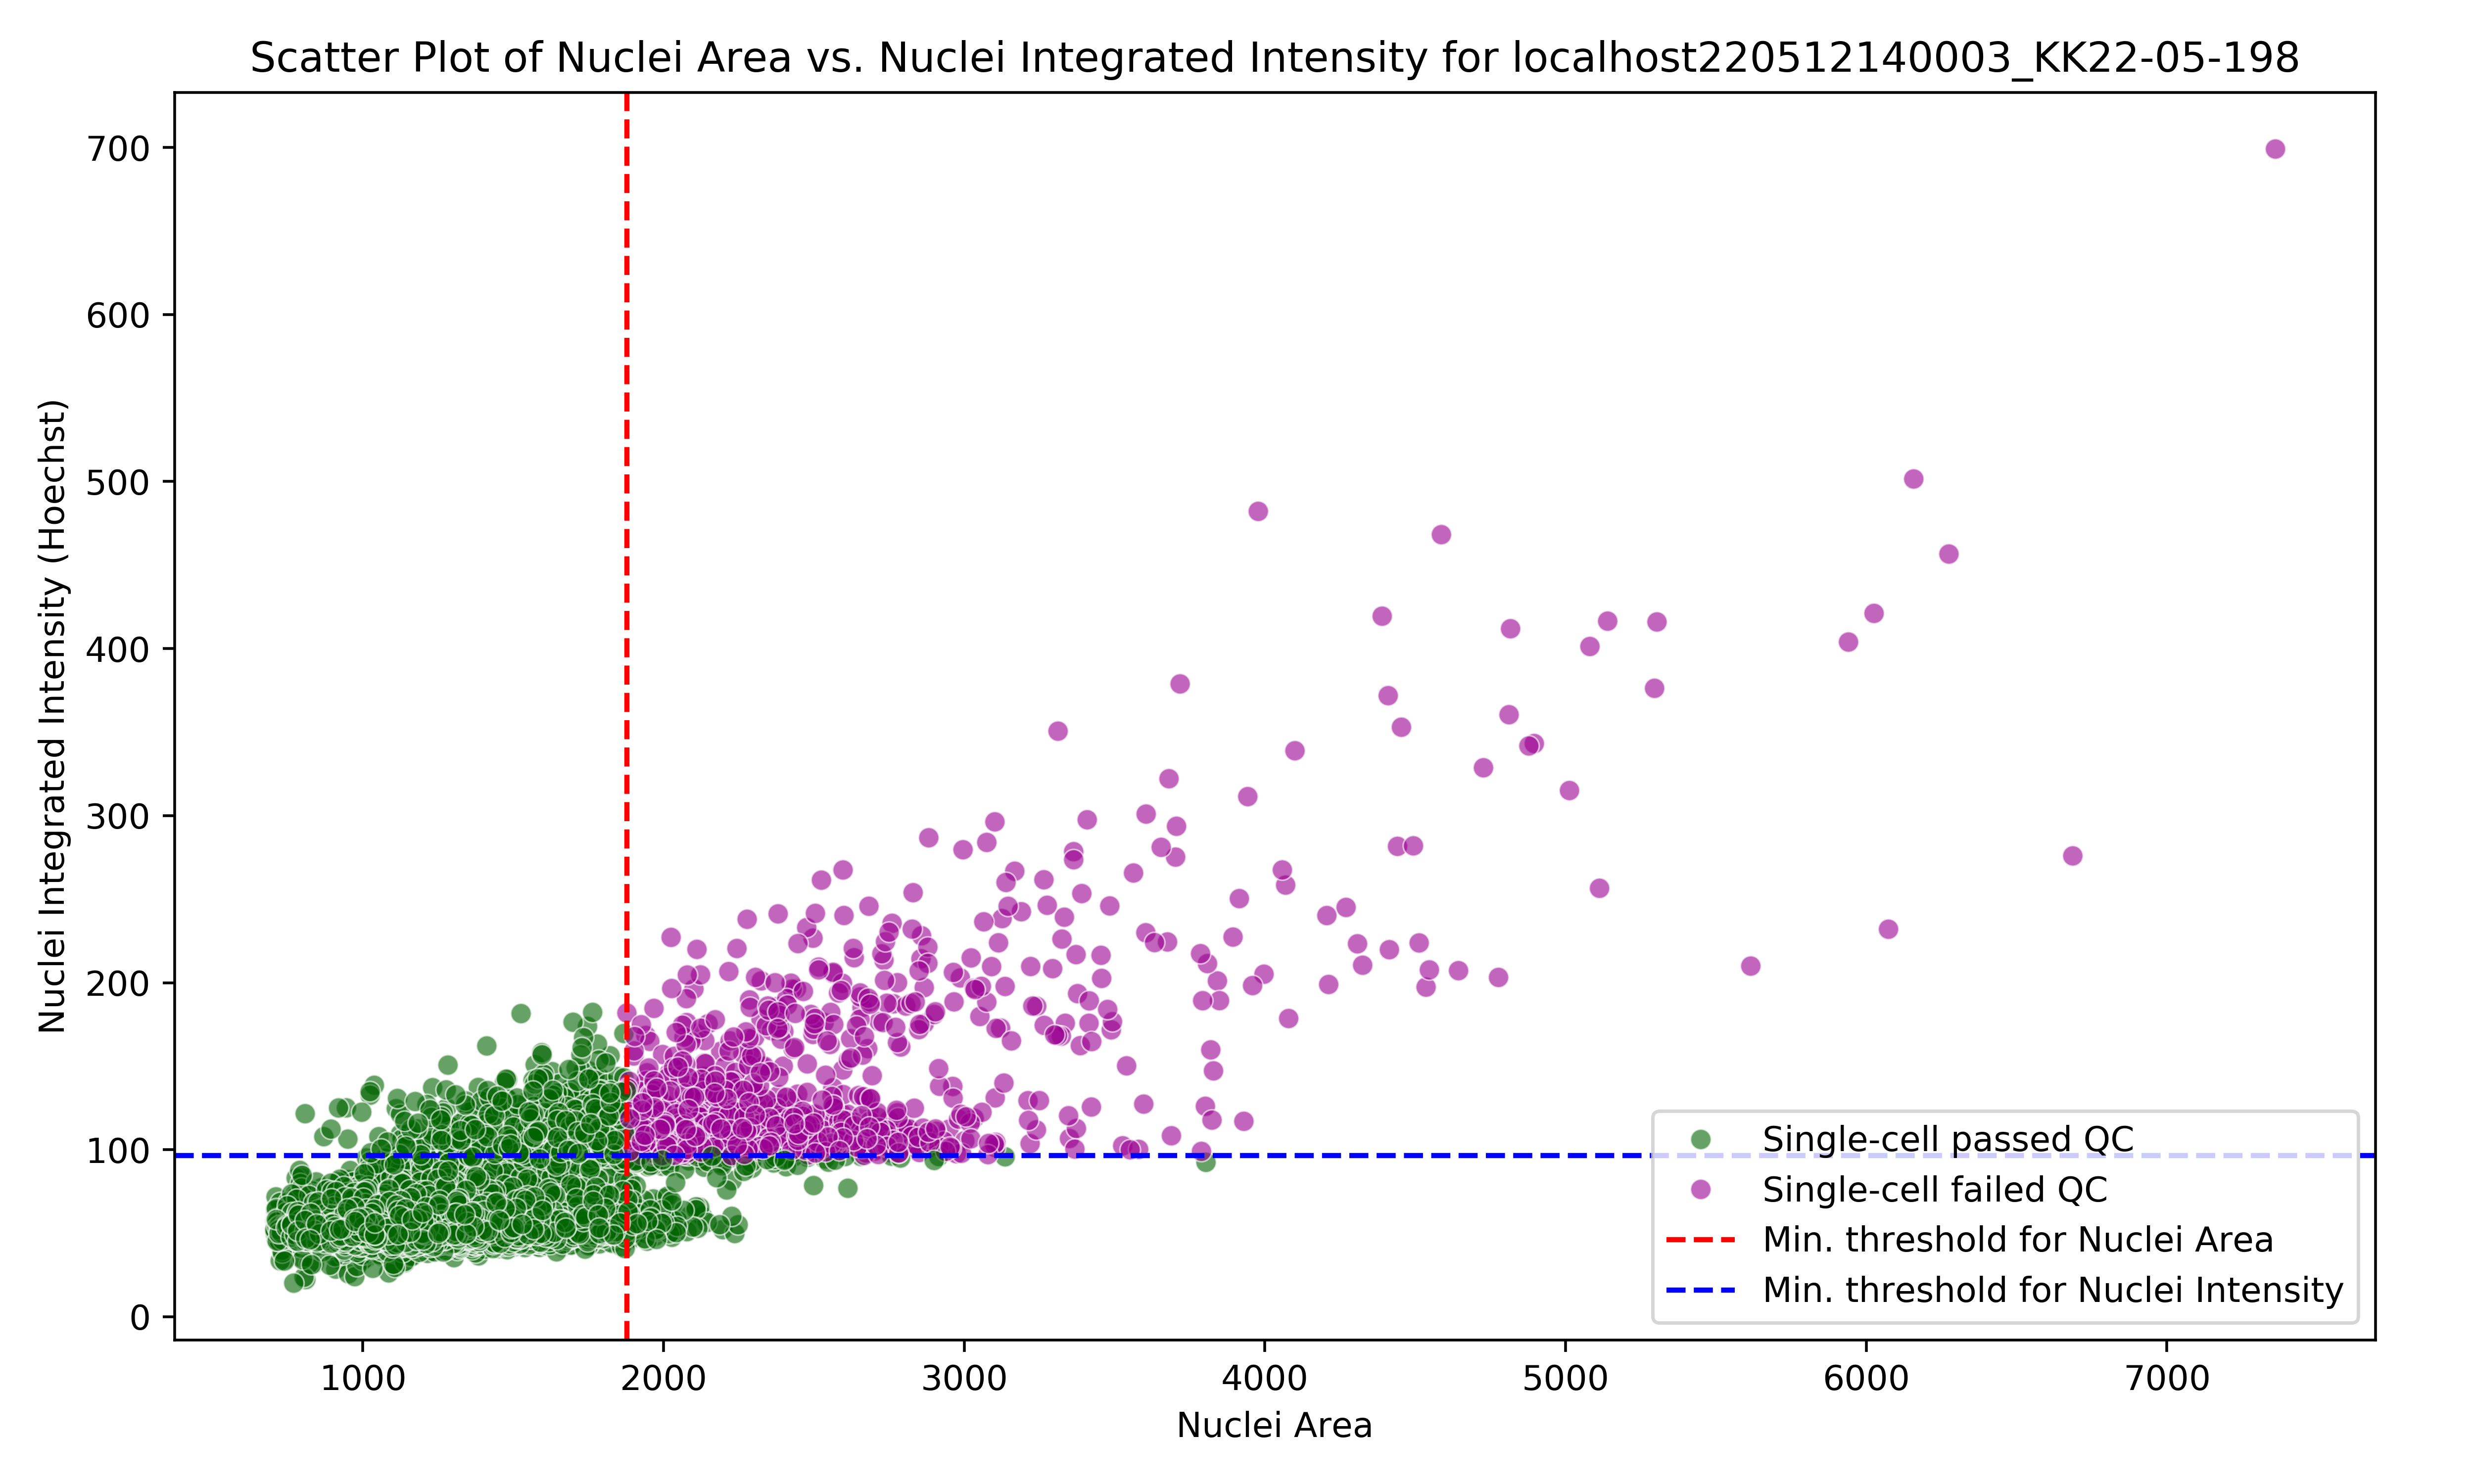 Scatter Plot of Nuclei Area vs. Nuclei Integrated Intensity for localhost220512140003_KK22-05-198
Nuclei Integrated Intensity (Hoechst)
700
600
500
400
300
200
100
0
Single-cell passed QC
Single-cell failed QC
Min. threshold for Nuclei Area
Min. threshold for Nuclei Intensity
1000 2000 3000 4000 5000 6000 7000
Nuclei Area